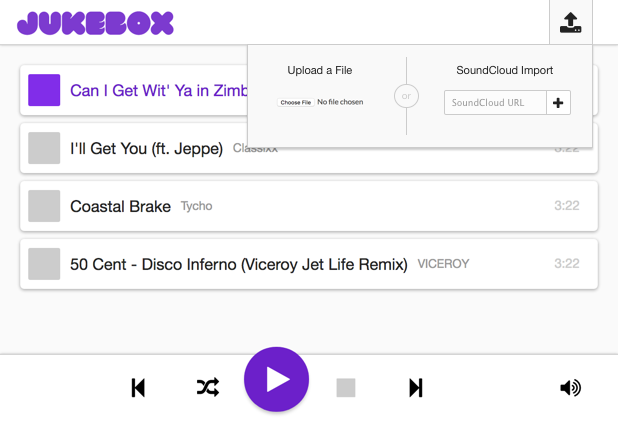 JUKEBOX
Upload a File
SoundCloud Import
Choose File No file chosen
or
SoundCloud URL
Can I Get Wit' Ya in Zimb
I'll Get You (ft. Jeppe) Classixx 3:22
Coastal Brake Tycho 3:22
50 Cent - Disco Inferno (Viceroy Jet Life Remix) VICEROY 3:22